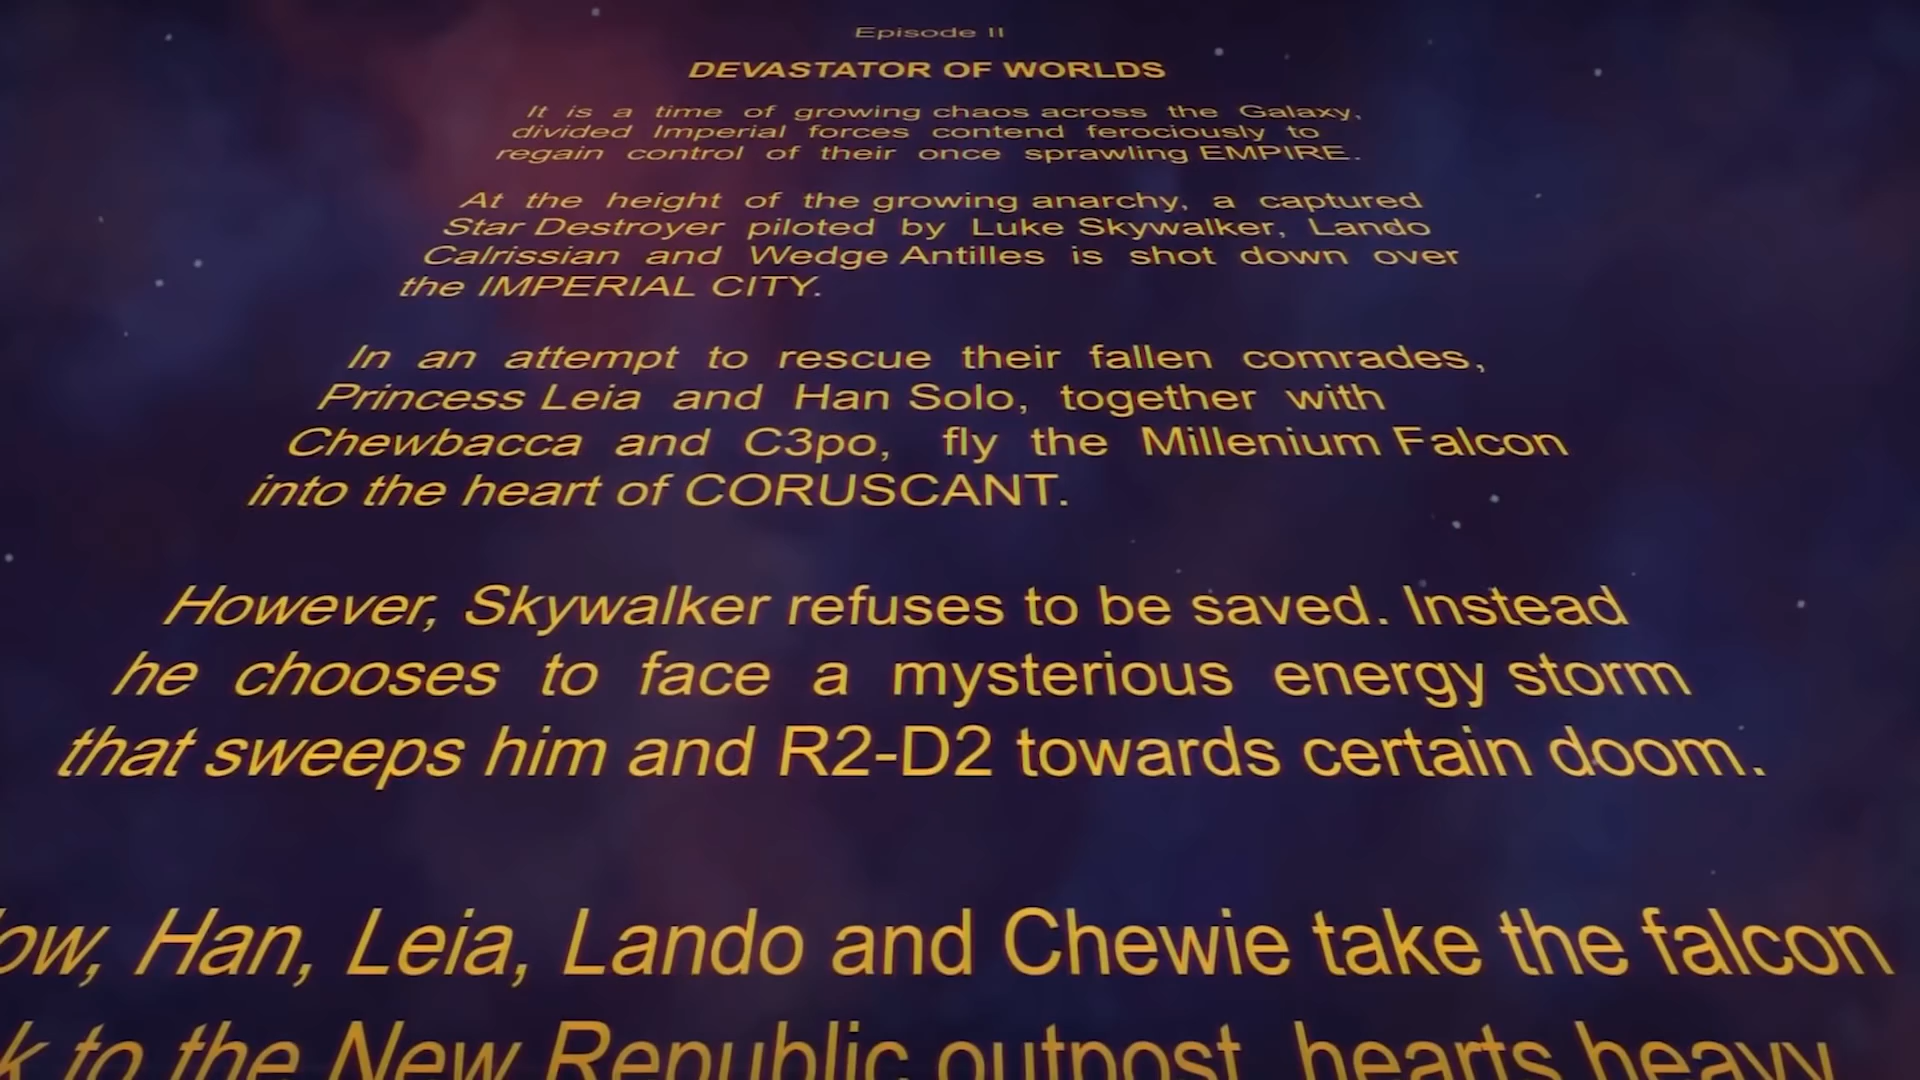 Episode II
DEVASTATOR OF WORLDS
It is a time of growing chaos across the Galaxy,
divided Imperial forces contend ferociously to
regain control of their once sprawling EMPIRE.
At the height of the growing anarchy, a captured
Star Destroyer piloted by Luke Skywalker, Lando
Calrissian and Wedge Antilles is shot down over
the IMPERIAL CITY.
In an attempt to rescue their fallen comrades,
Princess Leia and Han Solo, together with
Chewbacca and C3po, fly the Millenium Falcon
into the heart of CORUSCANT.
However, Skywalker refuses to be saved. Instead
he chooses to face a mysterious energy storm
that sweeps him and R2-D2 towards certain doom.
Han, Leia, Lando and Chewie take the falcon
to the New Republic outpost, hearts heavy